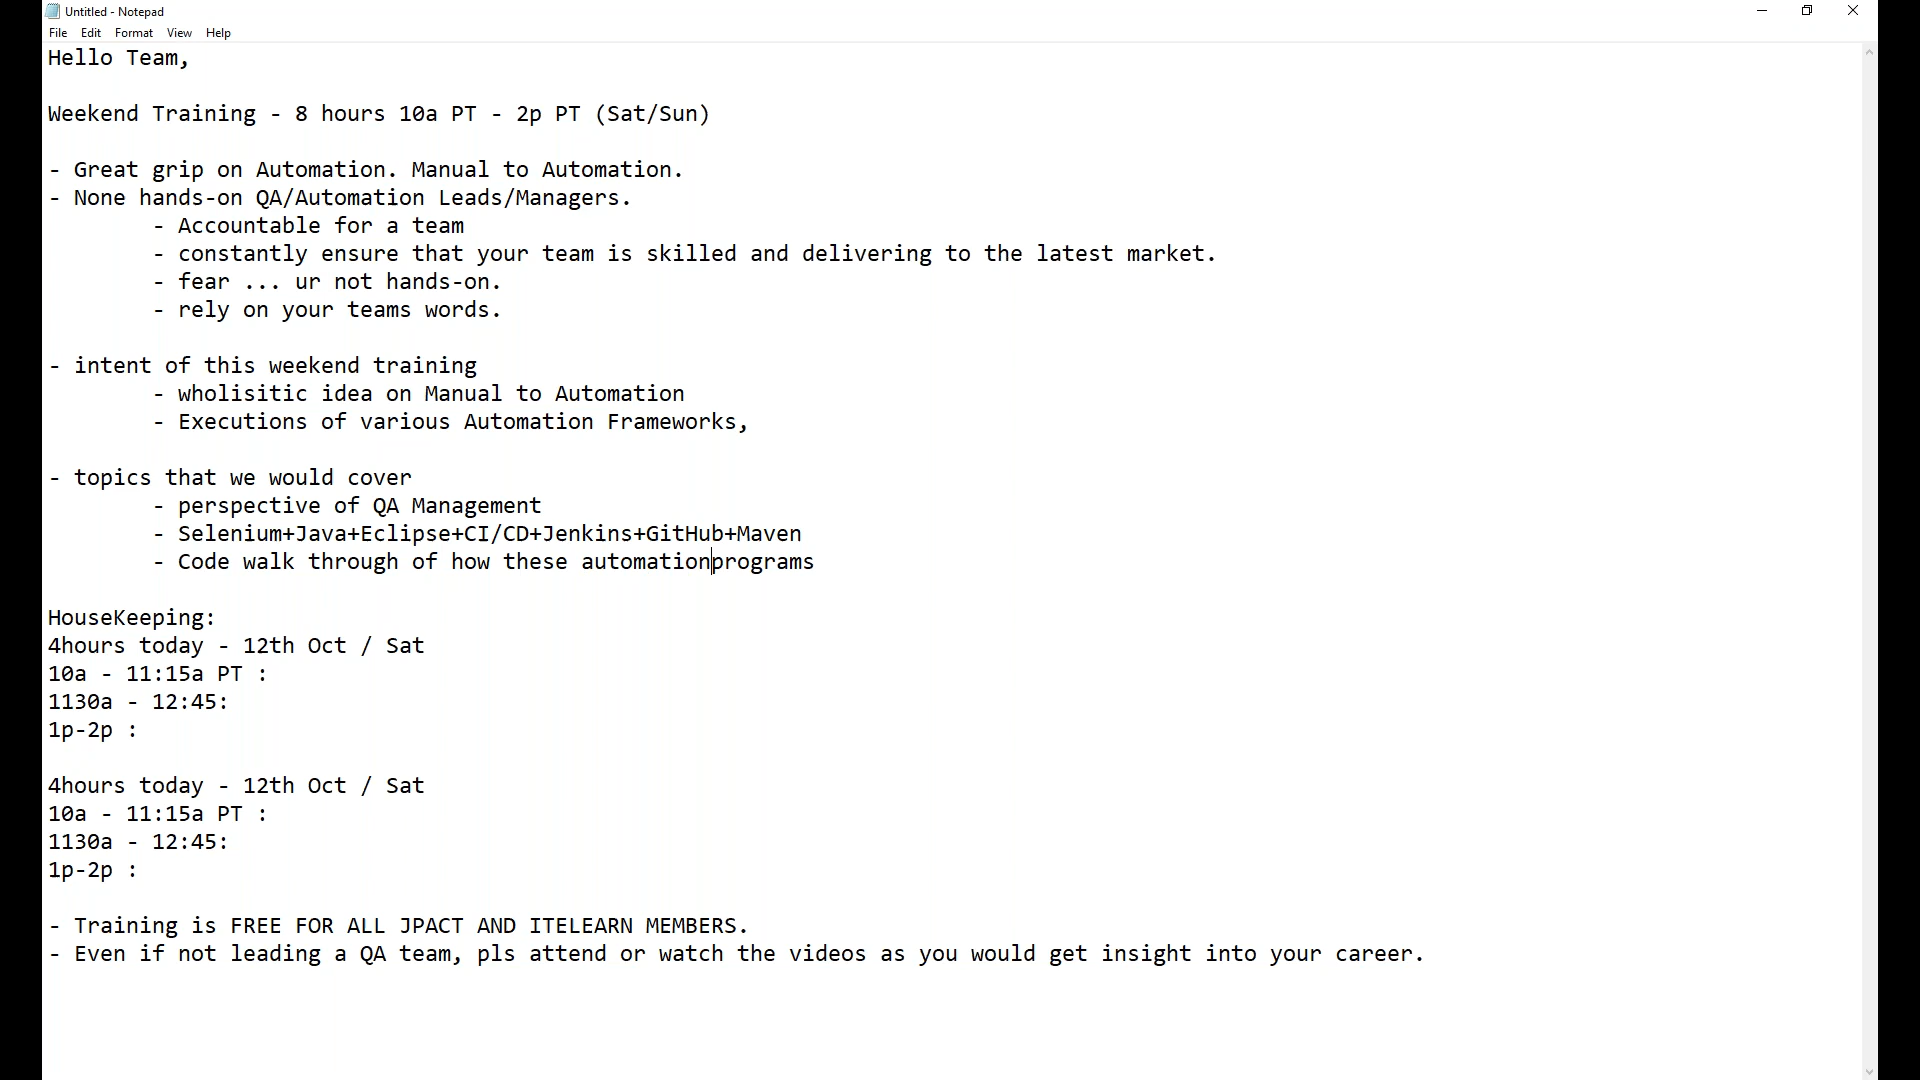 Untitled - Notepad
File Edit Format View Help
Hello Team,
Weekend Training - 8 hours 10a PT - 2p PT (Sat/Sun)
- Great grip on Automation. Manual to Automation.
- None hands-on QA/Automation Leads/Managers.
- Accountable for a team
- constantly ensure that your team is skilled and delivering to the latest market.
- fear ... ur not hands-on.
- rely on your teams words.
- intent of this weekend training
- wholisitic idea on Manual to Automation
- Executions of various Automation Frameworks,
- topics that we would cover
- perspective of QA Management
- Selenium+Java+Eclipse+CI/CD+Jenkins+GitHub+Maven
- Code walk through of how these automationprograms
HouseKeeping:
4hours today - 12th Oct / Sat
10a - 11:15a PT :
1130a - 12:45:
1p-2p :
4hours today - 12th Oct / Sat
10a - 11:15a PT :
1130a - 12:45:
1p-2p :
- Training is FREE FOR ALL JPACT AND ITELEARN MEMBERS.
- Even if not leading a QA team, pls attend or watch the videos as you would get insight into your career.